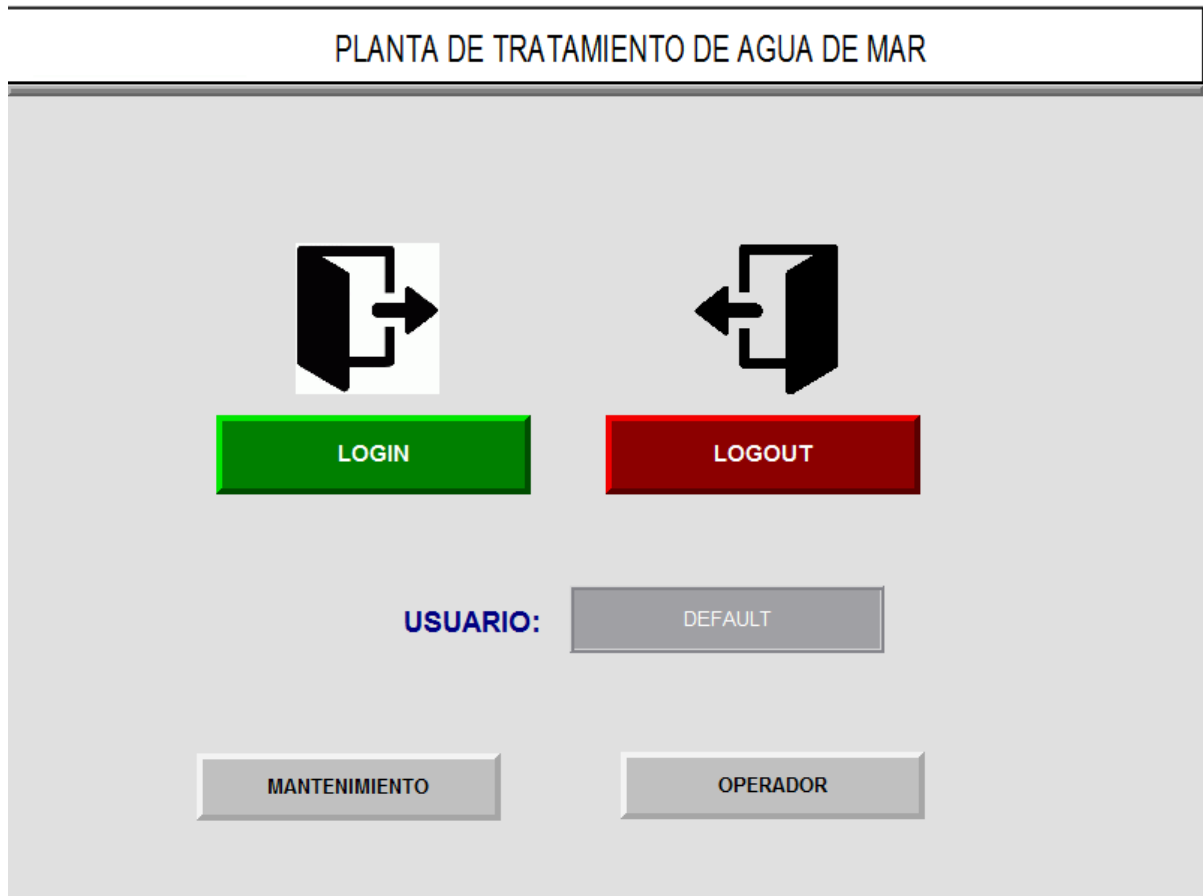 PLANTA DE TRATAMIENTO DE AGUA DE MAR
LOGIN
LOGOUT
USUARIO:
DEFAULT
MANTENIMIENTO
OPERADOR